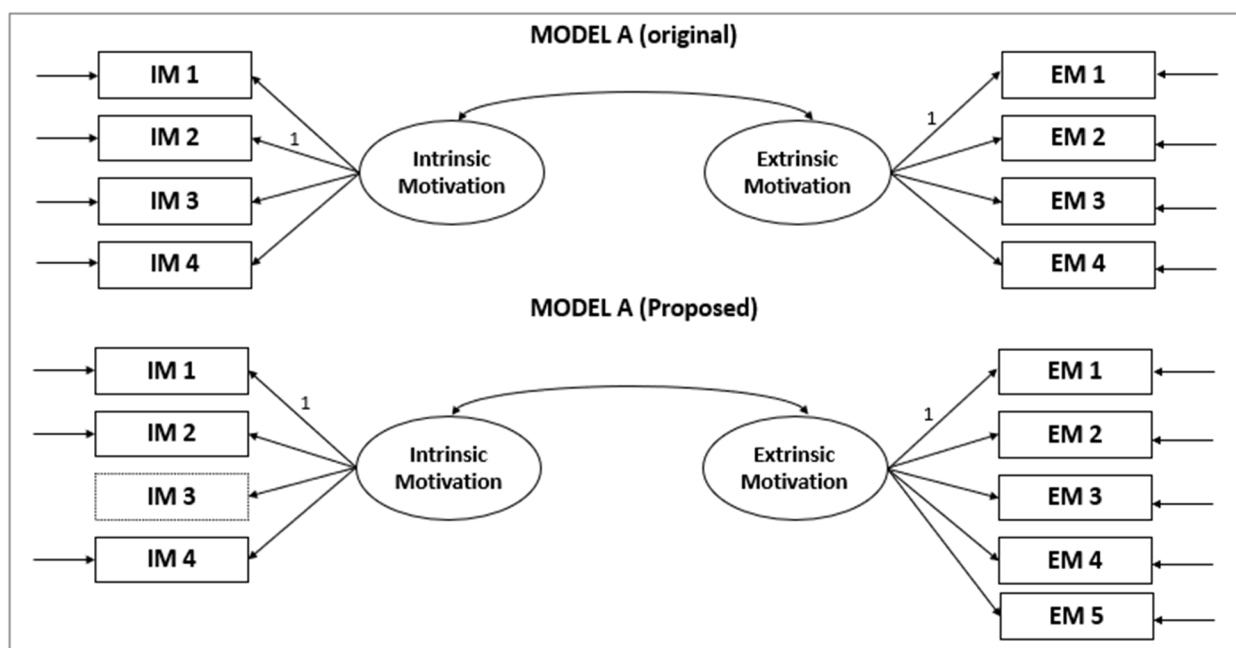 MODEL A (original)
IM 1
IM 2
IM 3
IM 4
1
Intrinsic
Motivation
Extrinsic
Motivation
1
EM 1
EM 2
EM 3
EM 4
MODEL A (Proposed)
IM 1
IM 2
IM 3
IM 4
1
Intrinsic
Motivation
Extrinsic
Motivation
1
EM 1
EM 2
EM 3
EM 4
EM 5